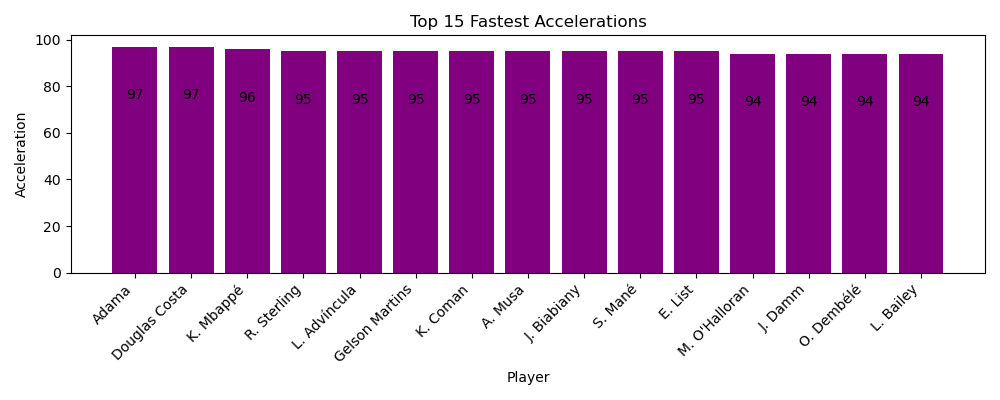 Top 15 Fastest Accelerations
Acceleration
100
80
60
40
20
0
97 97 96 95 95 95 95 95 95 95 95 94 94 94 94
Adama
Douglas Costa
K. Mbappé
R. Sterling
L. Advincula
Gelson Martins
K. Coman
A. Musa
J. Biabiany
S. Mané
E. List
M. O'Halloran
J. Damm
O. Dembélé
L. Bailey
Player